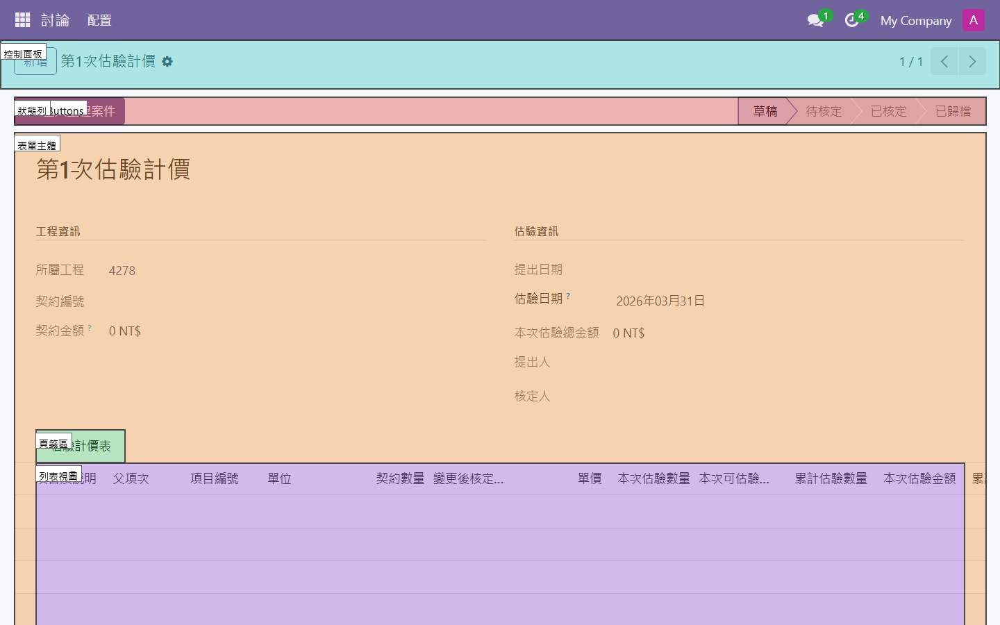 討論 配置 1 4 My Company A
控制面板
新增 第1次估驗計價 1 / 1
狀態列 Buttons 程案件 草稿 待核定 已核定 已歸檔
表單主體
第1次估驗計價
工程資訊 估驗資訊
所屬工程 4278 提出日期
契約編號 估驗日期 ? 2026年03月31日
契約金額 ? 0 NT$ 本次估驗總金額 0 NT$
提出人
核定人
頁籤區
估驗計價表
列表視圖
說明 父項次 項目編號 單位 契約數量 變更後核定... 單價 本次估驗數量 本次可估驗... 累計估驗數量 本次估驗金額 累